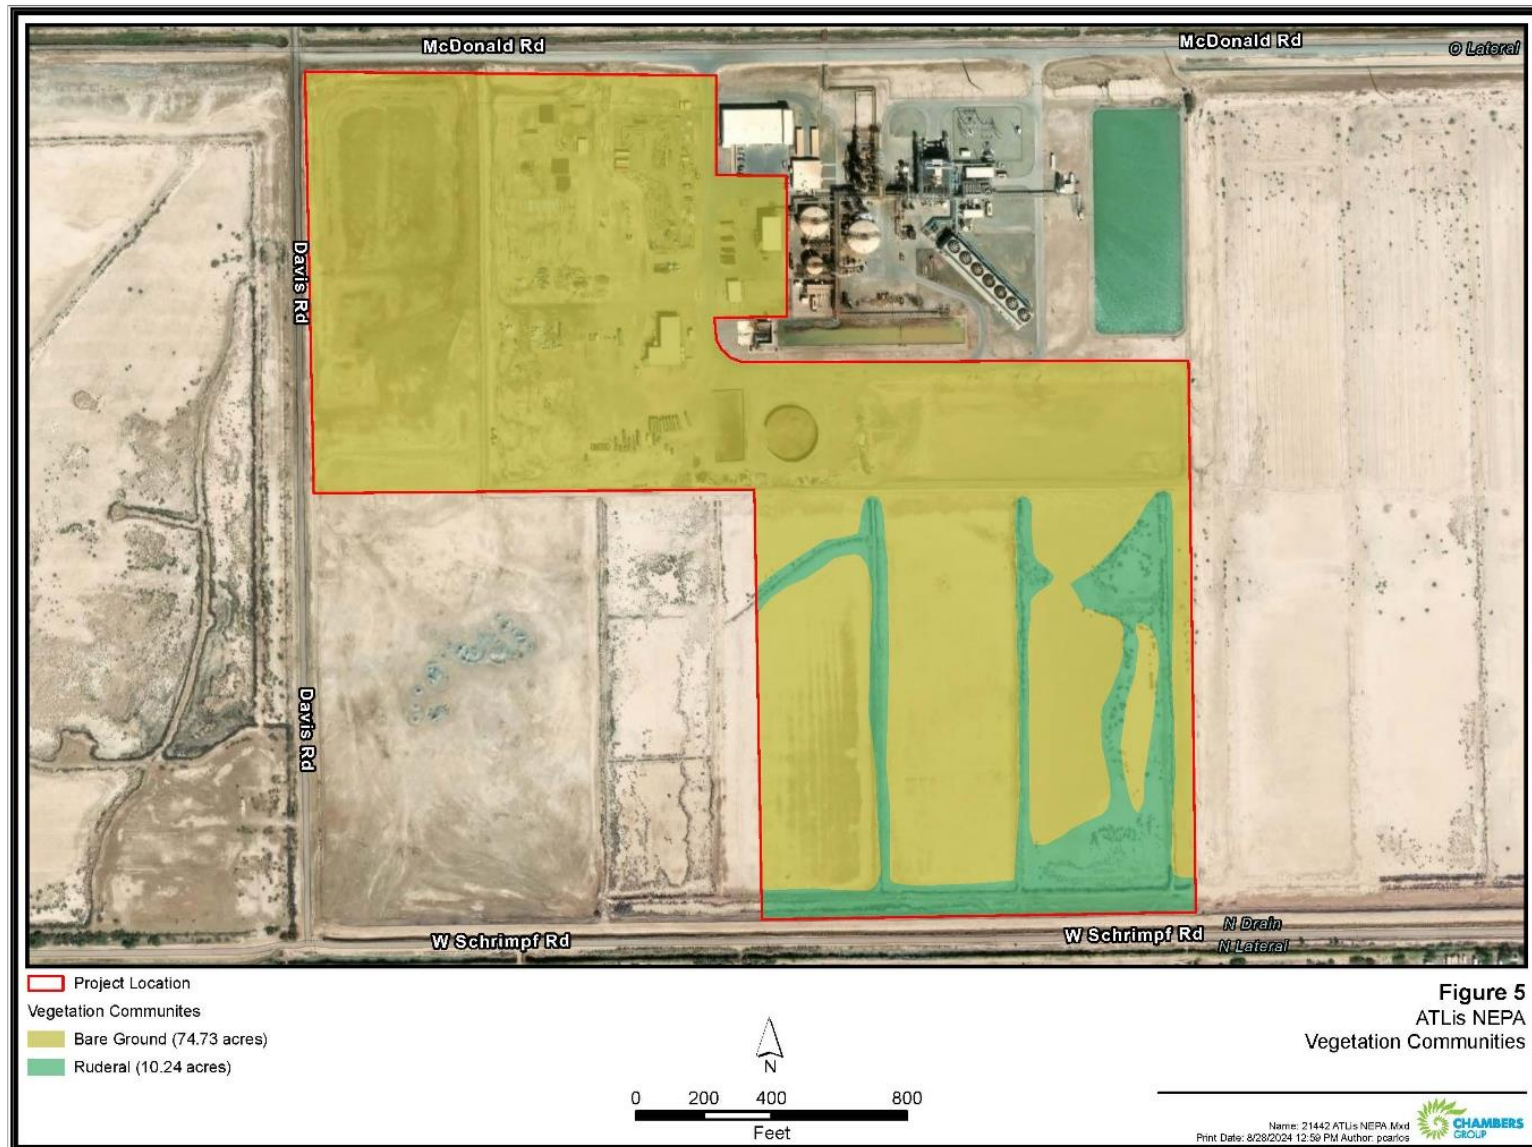 McDonald Rd
McDonald Rd
O Lateral
Davis Rd
Davis Rd
W Schrimpf Rd
W Schrimpf Rd
N Drain
N Lateral
Project Location
Vegetation Communites
Bare Ground (74.73 acres)
Ruderal (10.24 acres)
N
0 200 400 800
Feet
Figure 5
ATLis NEPA
Vegetation Communities
Name: 21442 ATLis NEPA.Mxd
Print Date: 8/28/2024 12:59 PM Author: pcarlos
CHAMBERS
GROUP